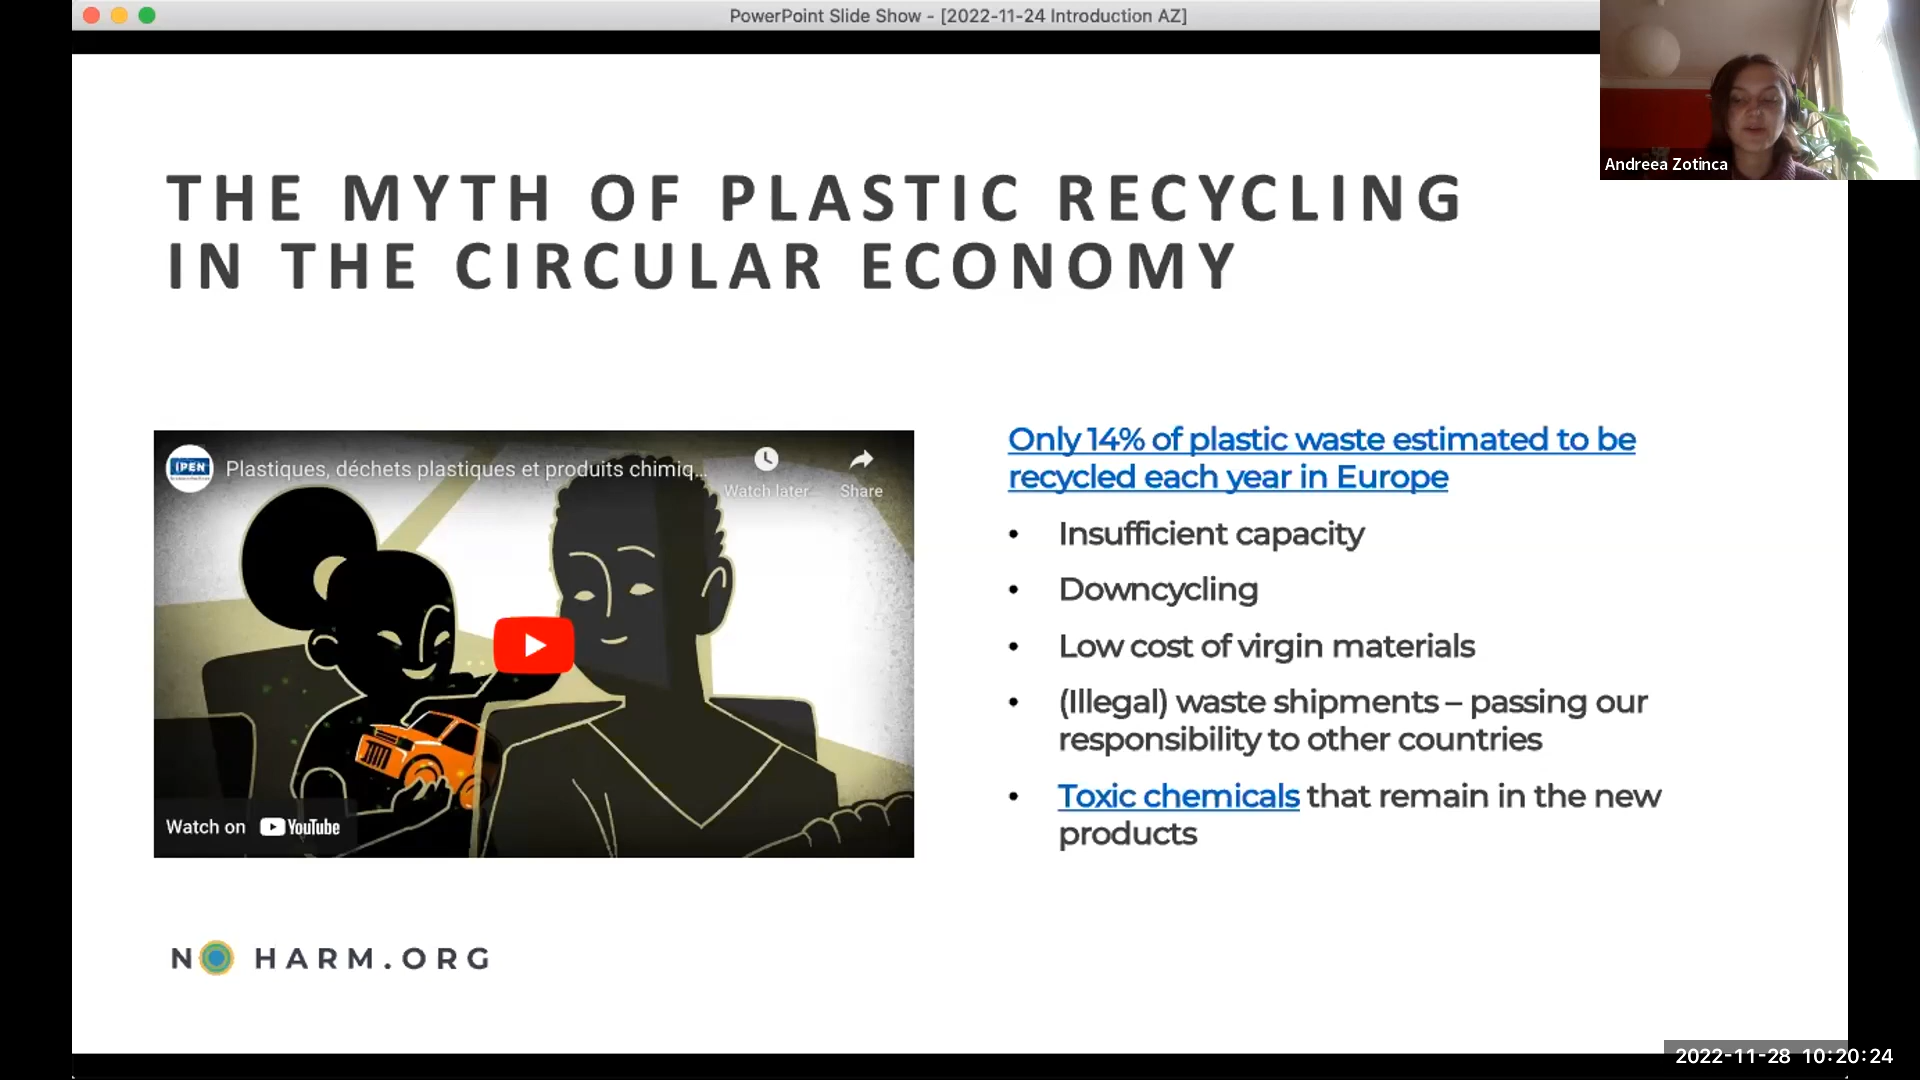 PowerPoint Slide Show - [2022-11-24 Introduction AZ]
Andreea Zotinca
THE MYTH OF PLASTIC RECYCLING
IN THE CIRCULAR ECONOMY
IPEN
Plastiques, déchets plastiques et produits chimiq...
Watch later
Share
Watch on YouTube
Only 14% of plastic waste estimated to be
recycled each year in Europe
• Insufficient capacity
• Downcycling
• Low cost of virgin materials
• (Illegal) waste shipments – passing our
responsibility to other countries
• Toxic chemicals that remain in the new
products
NO HARM.ORG
2022-11-28 10:20:24